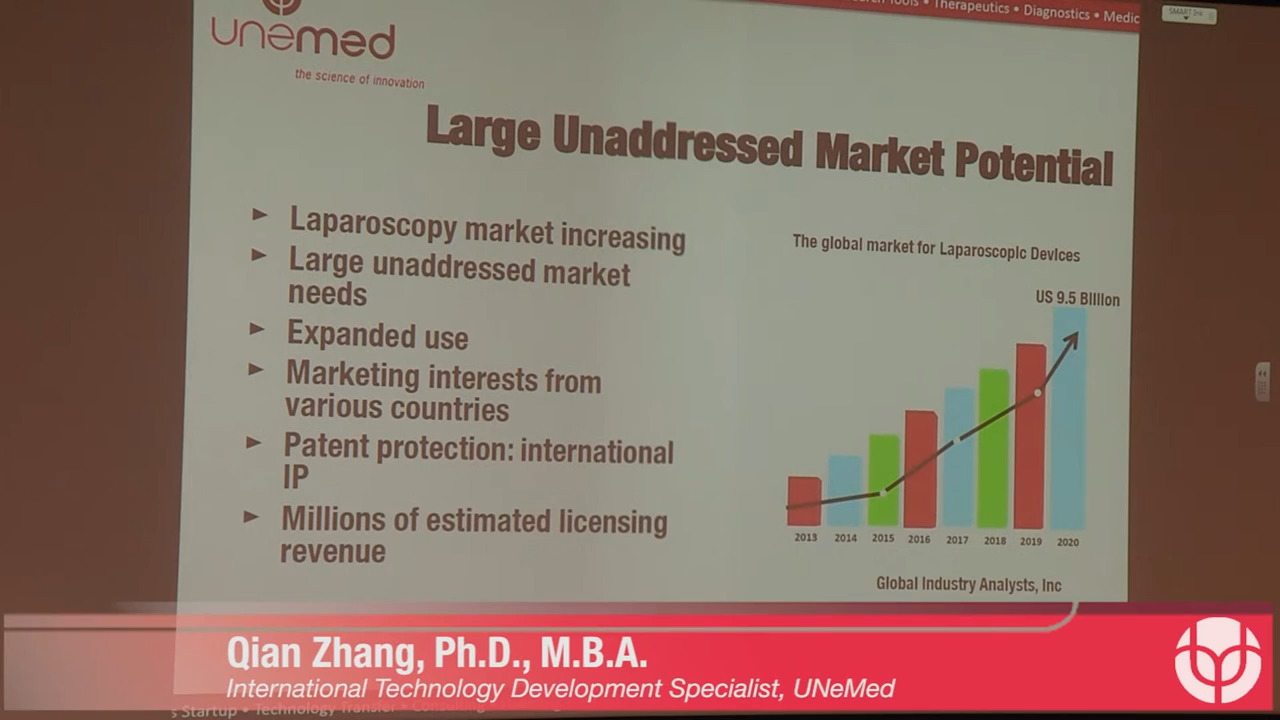 Tools • Therapeutics • Diagnostics • Medic
unemed
the science of innovation
Large Unaddressed Market Potential
► Laparoscopy market increasing
► Large unaddressed market
needs
► Expanded use
► Marketing interests from
various countries
► Patent protection: international
IP
► Millions of estimated licensing
revenue
The global market for Laparoscopic Devices
US 9.5 Billion
2013 2014 2015 2016 2017 2018 2019 2020
Global Industry Analysts, Inc
Qian Zhang, Ph.D., M.B.A.
International Technology Development Specialist, UNeMed
s Startup • Technology Transfer •